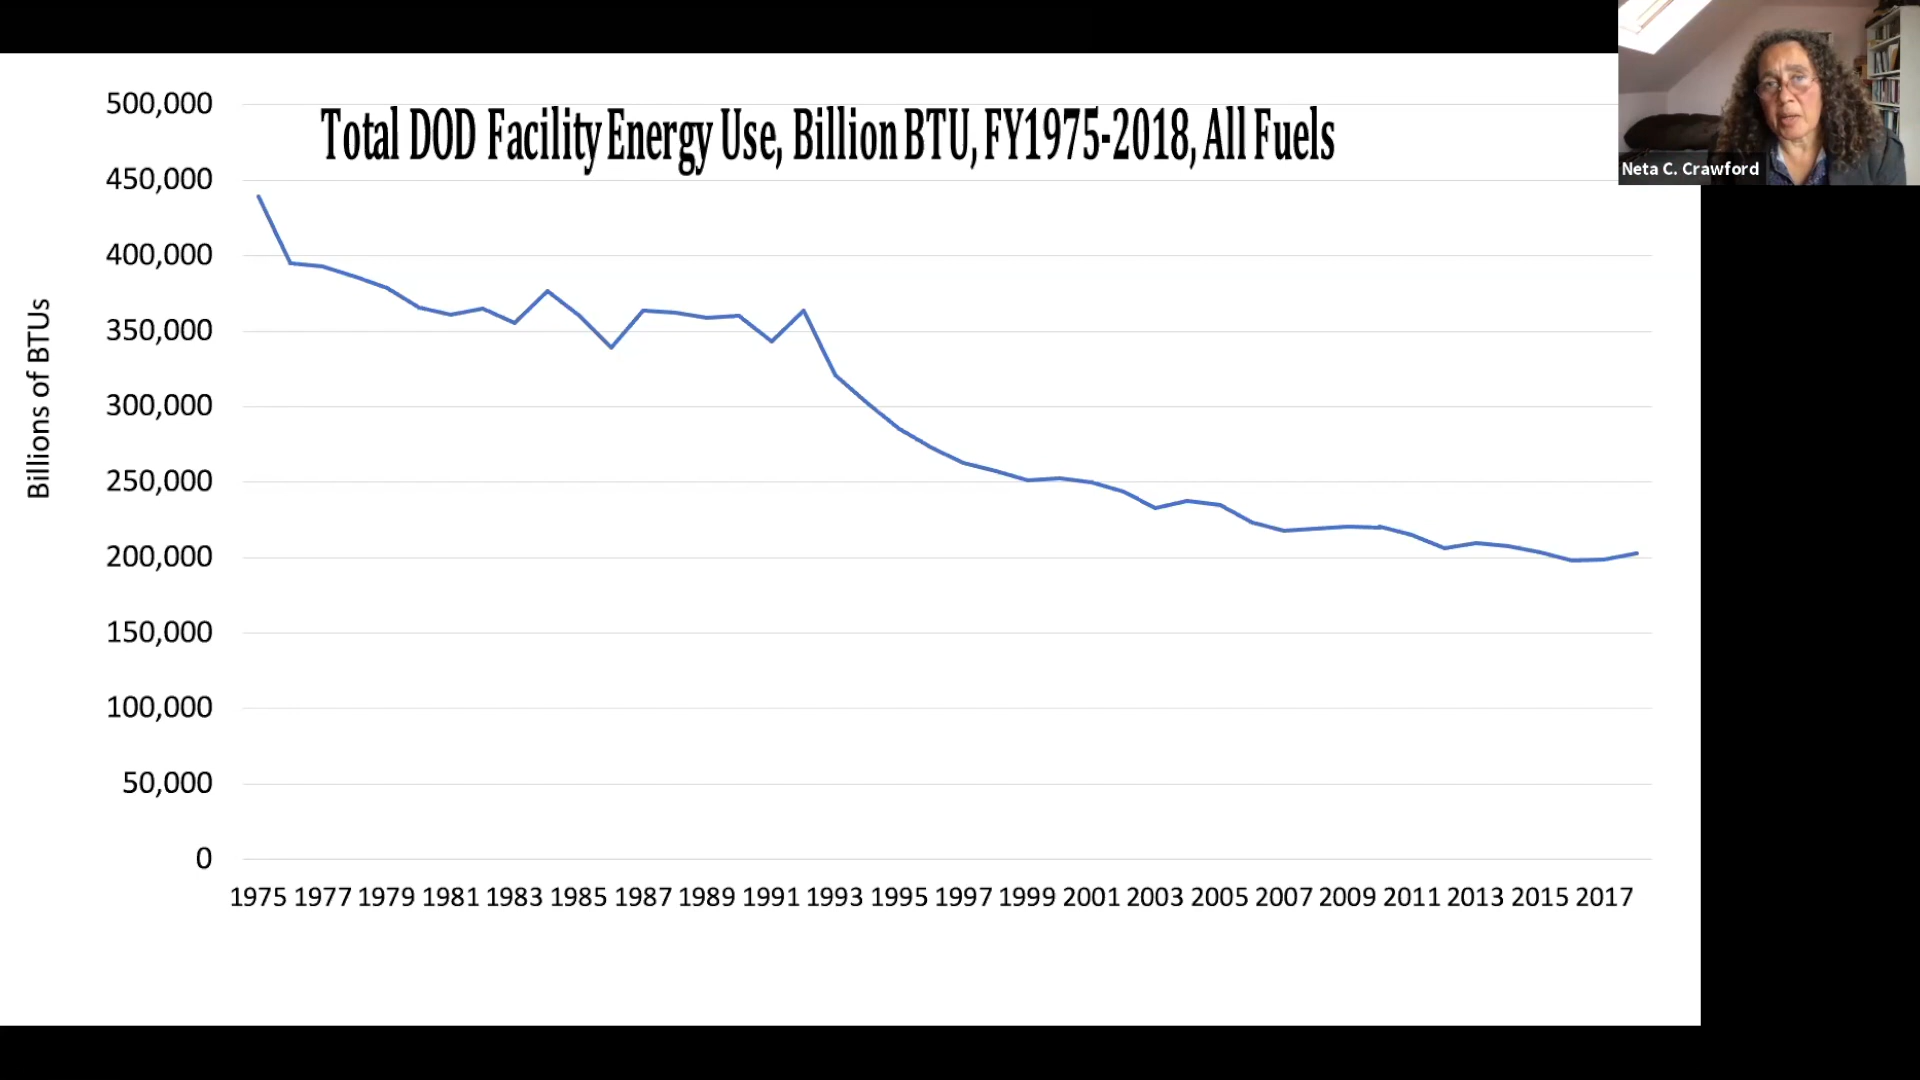 Total DOD Facility Energy Use, Billion BTU, FY1975-2018, All Fuels
Neta C. Crawford
Billions of BTUs
500,000
450,000
400,000
350,000
300,000
250,000
200,000
150,000
100,000
50,000
0
1975 1977 1979 1981 1983 1985 1987 1989 1991 1993 1995 1997 1999 2001 2003 2005 2007 2009 2011 2013 2015 2017